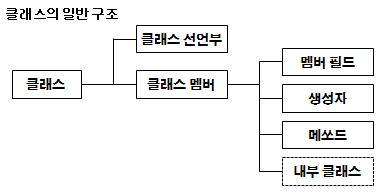 클래스의 일반 구조
클래스 선언부
클래스
클래스 멤버
멤버 필드
생성자
메쏘드
내부 클래스